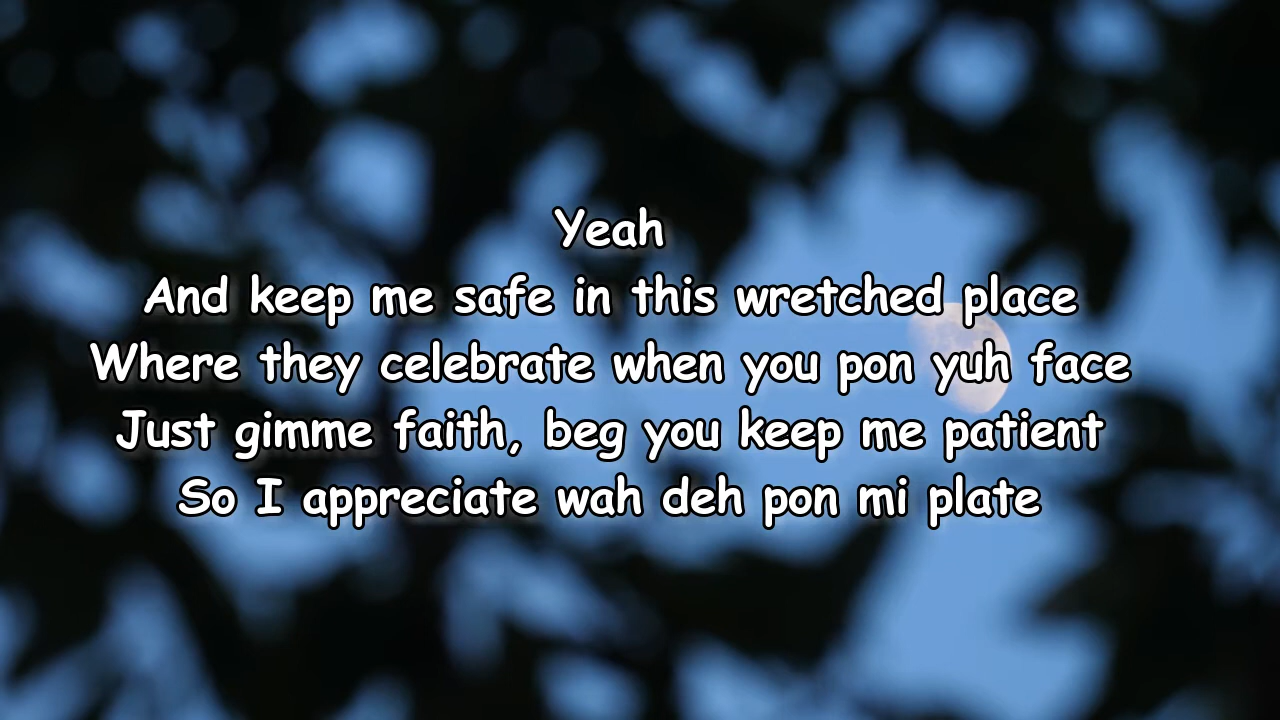 Yeah
And keep me safe in this wretched place
Where they celebrate when you pon yuh face
Just gimme faith, beg you keep me patient
So I appreciate wah deh pon mi plate